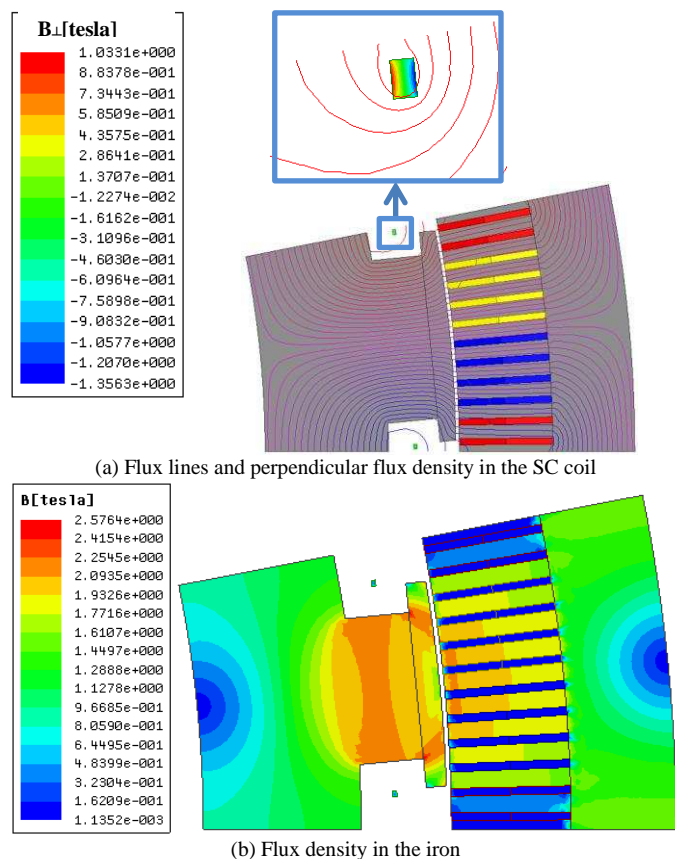 B⊥[tesla]
1.0331e+000
8.8378e-001
7.3443e-001
5.8509e-001
4.3575e-001
2.8641e-001
1.3707e-001
-1.2274e-002
-1.6162e-001
-3.1096e-001
-4.6030e-001
-6.0964e-001
-7.5898e-001
-9.0832e-001
-1.0577e+000
-1.2070e+000
-1.3563e+000
(a) Flux lines and perpendicular flux density in the SC coil
B[tesla]
2.5764e+000
2.4154e+000
2.2545e+000
2.0935e+000
1.9326e+000
1.7716e+000
1.6107e+000
1.4497e+000
1.2888e+000
1.1278e+000
9.6685e-001
8.0590e-001
6.4495e-001
4.8399e-001
3.2304e-001
1.6209e-001
1.1352e-003
(b) Flux density in the iron